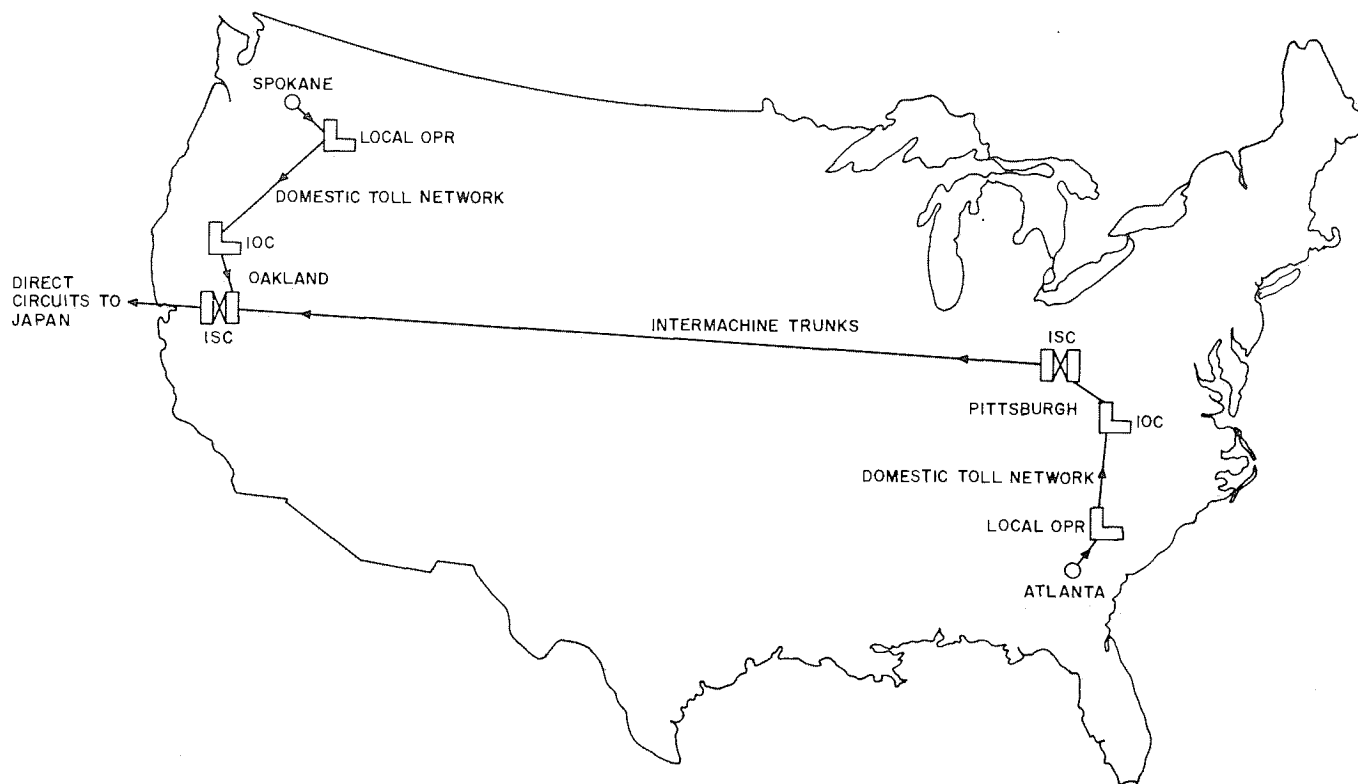 SPOKANE
LOCAL OPR
DOMESTIC TOLL NETWORK
IOC
OAKLAND
DIRECT
CIRCUITS TO
JAPAN
ISC
INTERMACHINE TRUNKS
ISC
PITTSBURGH
IOC
DOMESTIC TOLL NETWORK
LOCAL OPR
ATLANTA